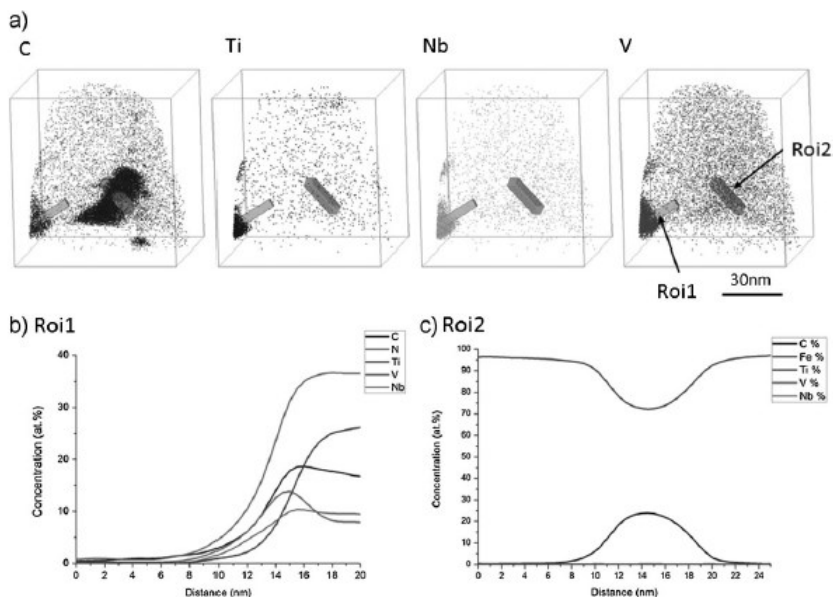 a)
C Ti Nb V
Roi2
Roi1
30nm
b) Roi1
C
N
Ti
V
Nb
40
30
20
10
0
Concentration (at.%)
0 2 4 6 8 10 12 14 16 18 20
Distance (nm)
c) Roi2
C %
Fe %
Ti %
V %
Nb %
100
90
80
70
60
50
40
30
20
10
0
Concentration (at.%)
0 2 4 6 8 10 12 14 16 18 20 22 24
Distance (nm)